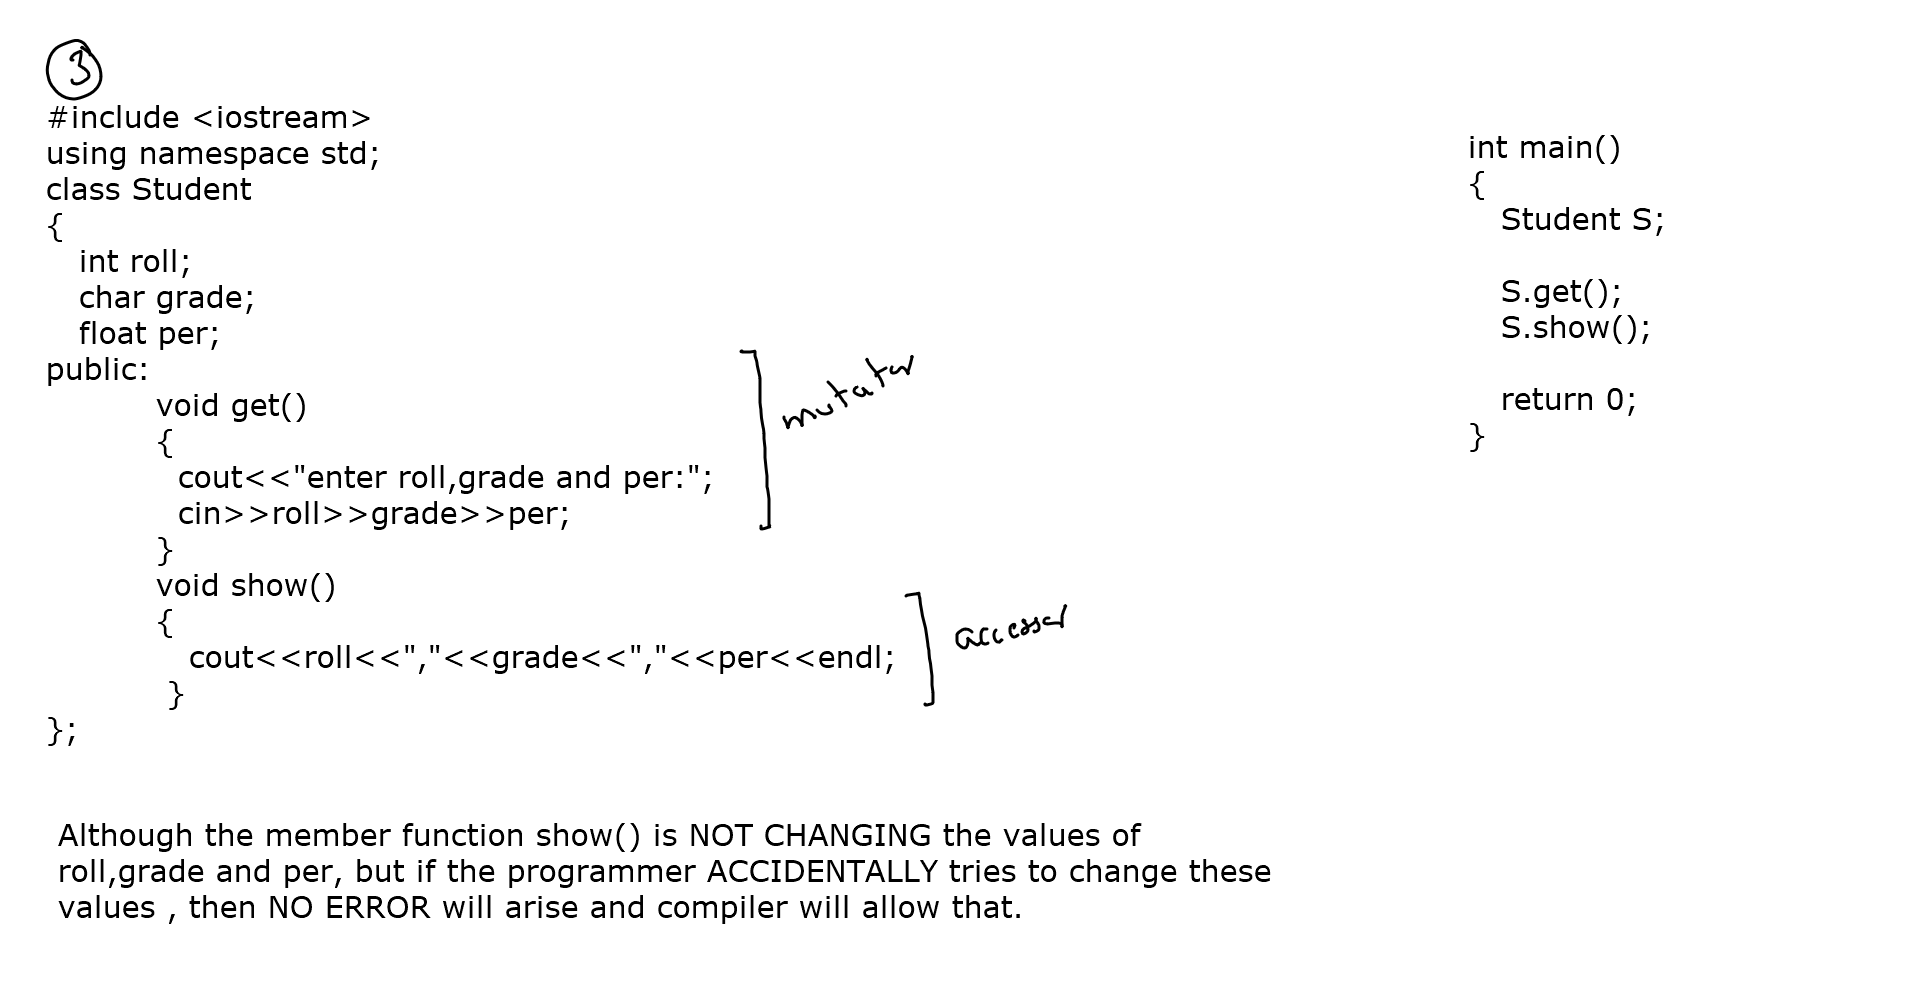 3
#include <iostream>
using namespace std;
class Student
{
int roll;
char grade;
float per;
public:
void get()
{
cout<<"enter roll,grade and per:";
cin>>roll>>grade>>per;
}
mutator
void show()
{
cout<<roll<<","<<grade<<","<<per<<endl;
}
accessor
};
int main()
{
Student S;
S.get();
S.show();
return 0;
}
Although the member function show() is NOT CHANGING the values of
roll,grade and per, but if the programmer ACCIDENTALLY tries to change these
values , then NO ERROR will arise and compiler will allow that.